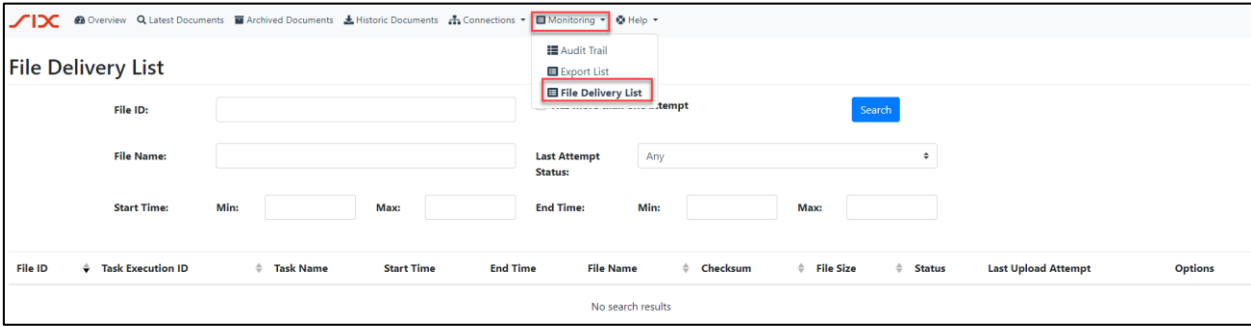 SIX Overview Latest Documents Archived Documents Historic Documents Connections Monitoring Help
Audit Trail
Export List
File Delivery List
File Delivery List
File ID:
Search
File Name:
Last Attempt Status:
Any
Start Time: Min: Max: End Time: Min: Max:
File ID Task Execution ID Task Name Start Time End Time File Name Checksum File Size Status Last Upload Attempt Options
No search results